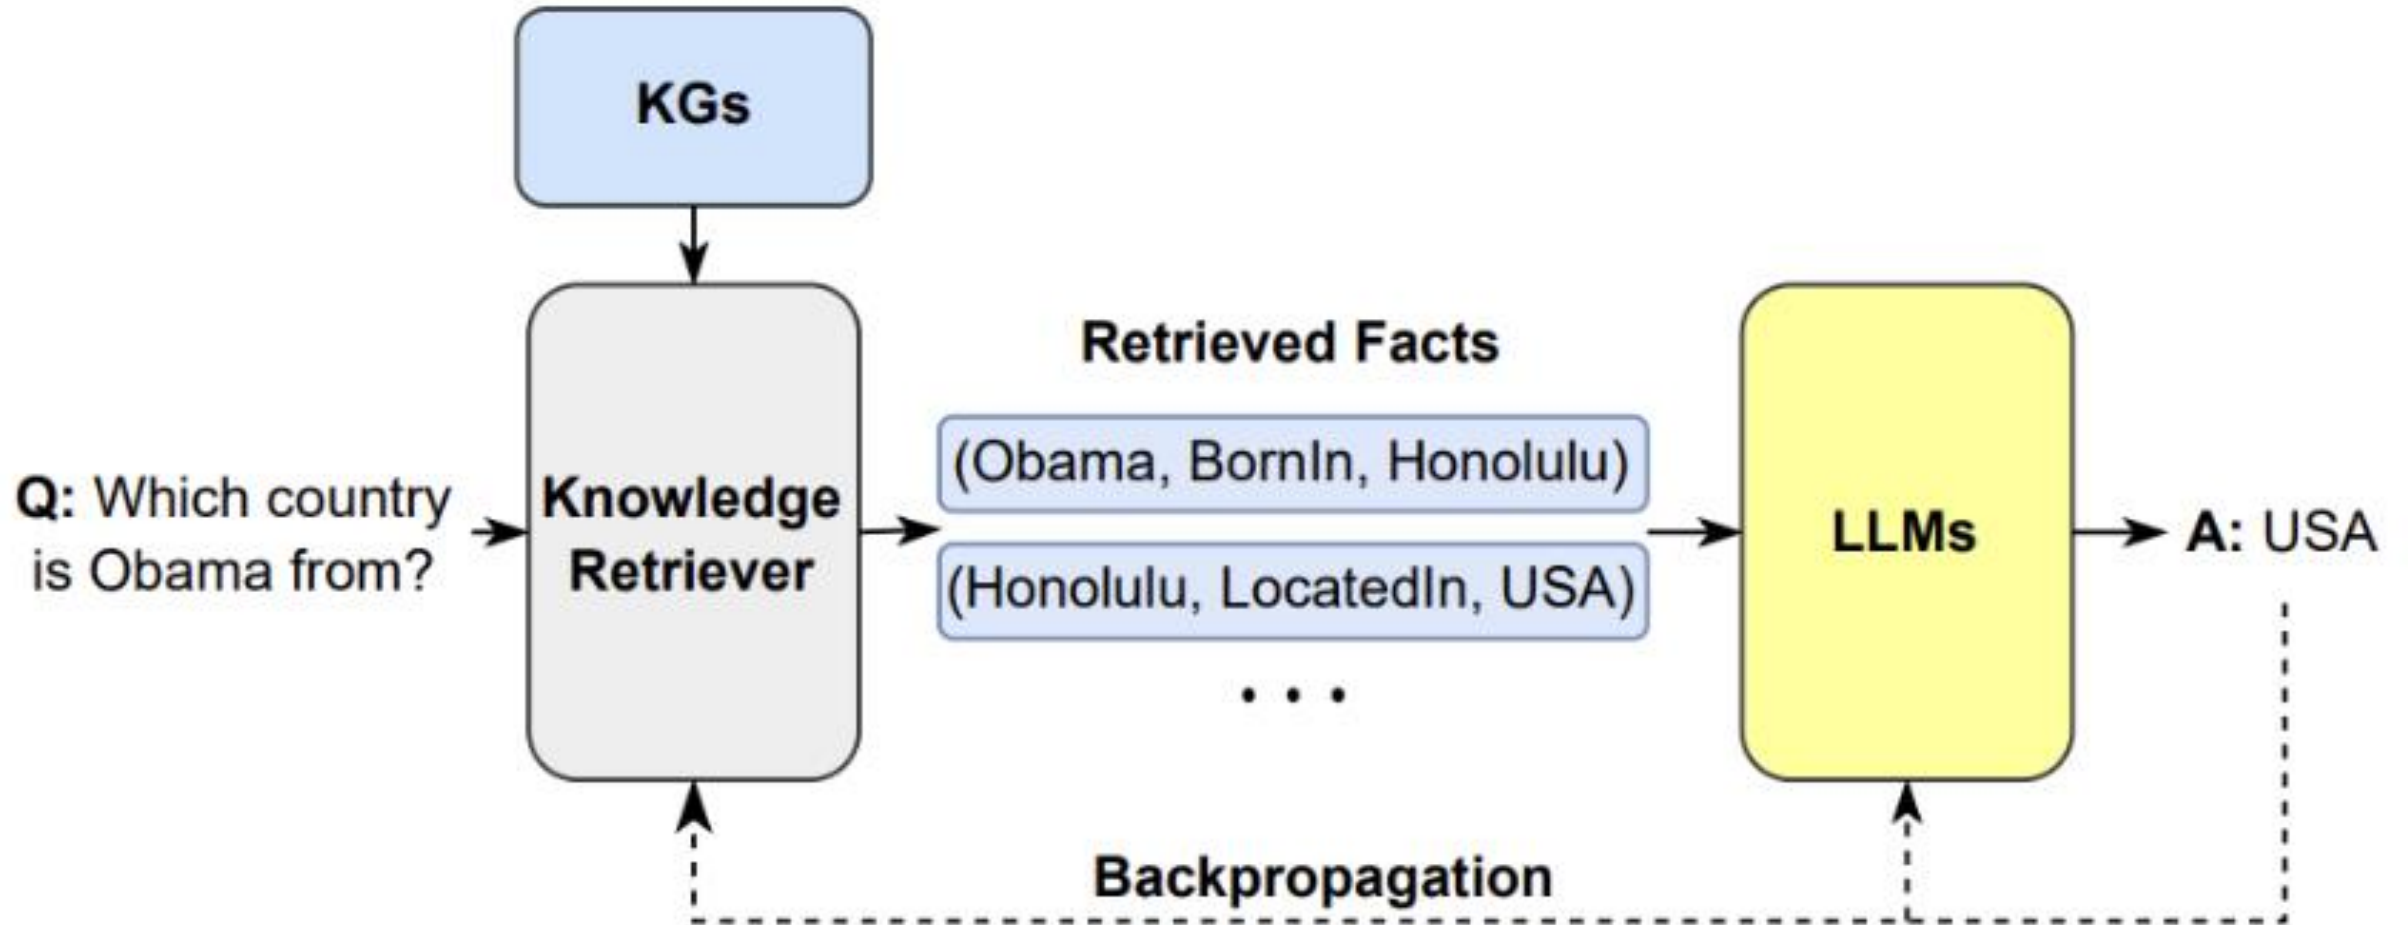 KGs
Retrieved Facts
(Obama, BornIn, Honolulu)
Q: Which country
is Obama from?
Knowledge
Retriever
(Honolulu, LocatedIn, USA)
. . .
LLMs
A: USA
Backpropagation